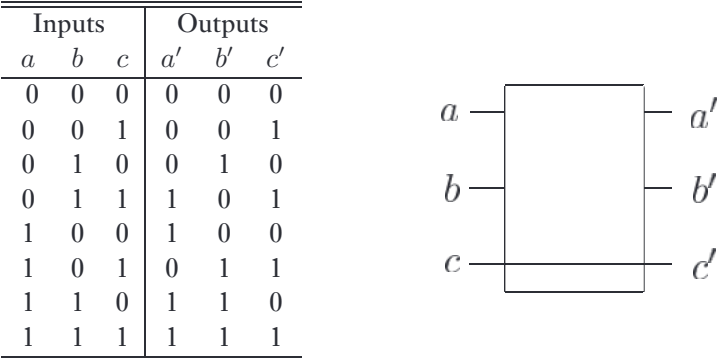 Inputs Outputs
a b c a′ b′ c′
0 0 0 0 0 0
0 0 1 0 0 1
0 1 0 0 1 0
0 1 1 1 0 1
1 0 0 1 0 0
1 0 1 0 1 1
1 1 0 1 1 0
1 1 1 1 1 1
a a′
b b′
c c′